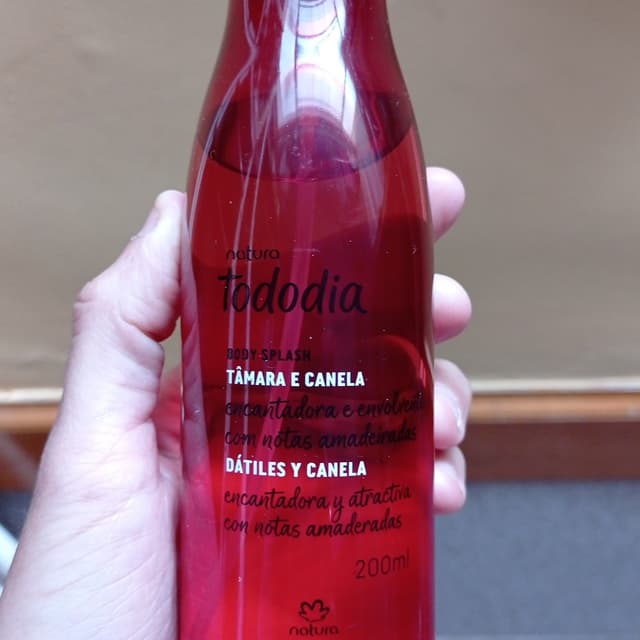 natura
Tododia
BODY SPLASH
TÂMARA E CANELA
encantadora e
com notas amadeiradas
DÁTILES Y CANELA
encantadora y atractiva
con notas amaderadas
200ml
natura